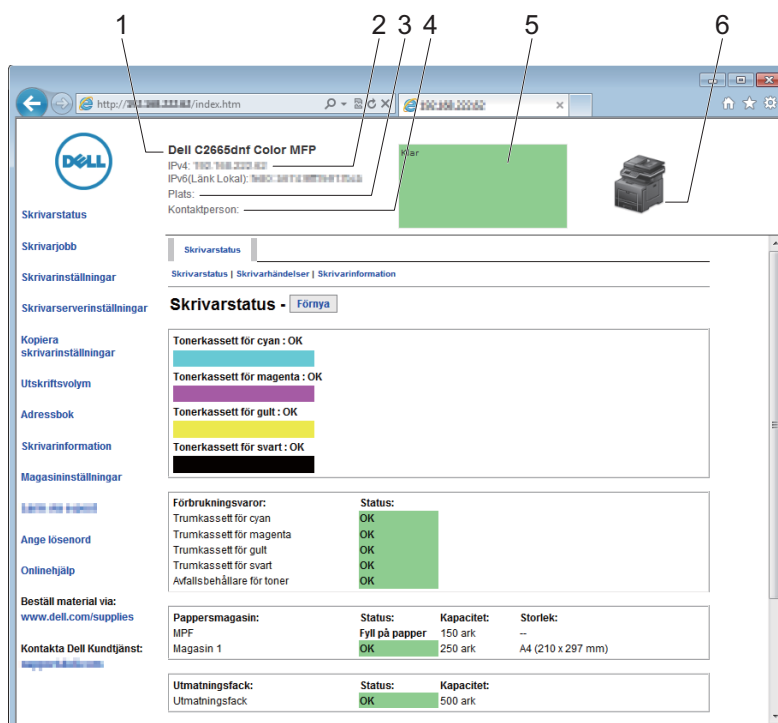 1 2 3 4 5 6
http:// /index.htm
DELL
Dell C2665dnf Color MFP
IPv4:
IPv6(Länk Lokal):
Plats:
Kontaktperson:
Klar
Skrivarstatus
Skrivarjobb
Skrivarinställningar
Skrivarserverinställningar
Kopiera
skrivarinställningar
Utskriftsvolym
Adressbok
Skrivarinformation
Magasininställningar
Ange lösenord
Onlinehjälp
Beställ material via:
www.dell.com/supplies
Kontakta Dell Kundtjänst:
Skrivarstatus
Skrivarstatus | Skrivarhändelser | Skrivarinformation
Skrivarstatus - Förnya
Tonerkassett för cyan : OK
Tonerkassett för magenta : OK
Tonerkassett för gult : OK
Tonerkassett för svart : OK
Förbrukningsvaror: Status:
Trumkassett för cyan OK
Trumkassett för magenta OK
Trumkassett för gult OK
Trumkassett för svart OK
Avfallsbehållare för toner OK
Pappersmagasin: Status: Kapacitet: Storlek:
MPF Fyll på papper 150 ark --
Magasin 1 OK 250 ark A4 (210 x 297 mm)
Utmatningsfack: Status: Kapacitet:
Utmatningsfack OK 500 ark